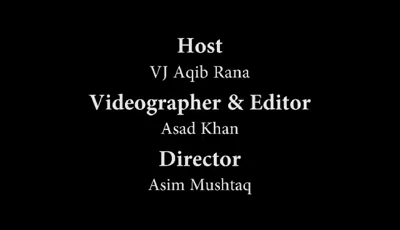 Host
VJ Aqib Rana
Videographer & Editor
Asad Khan
Director
Asim Mushtaq